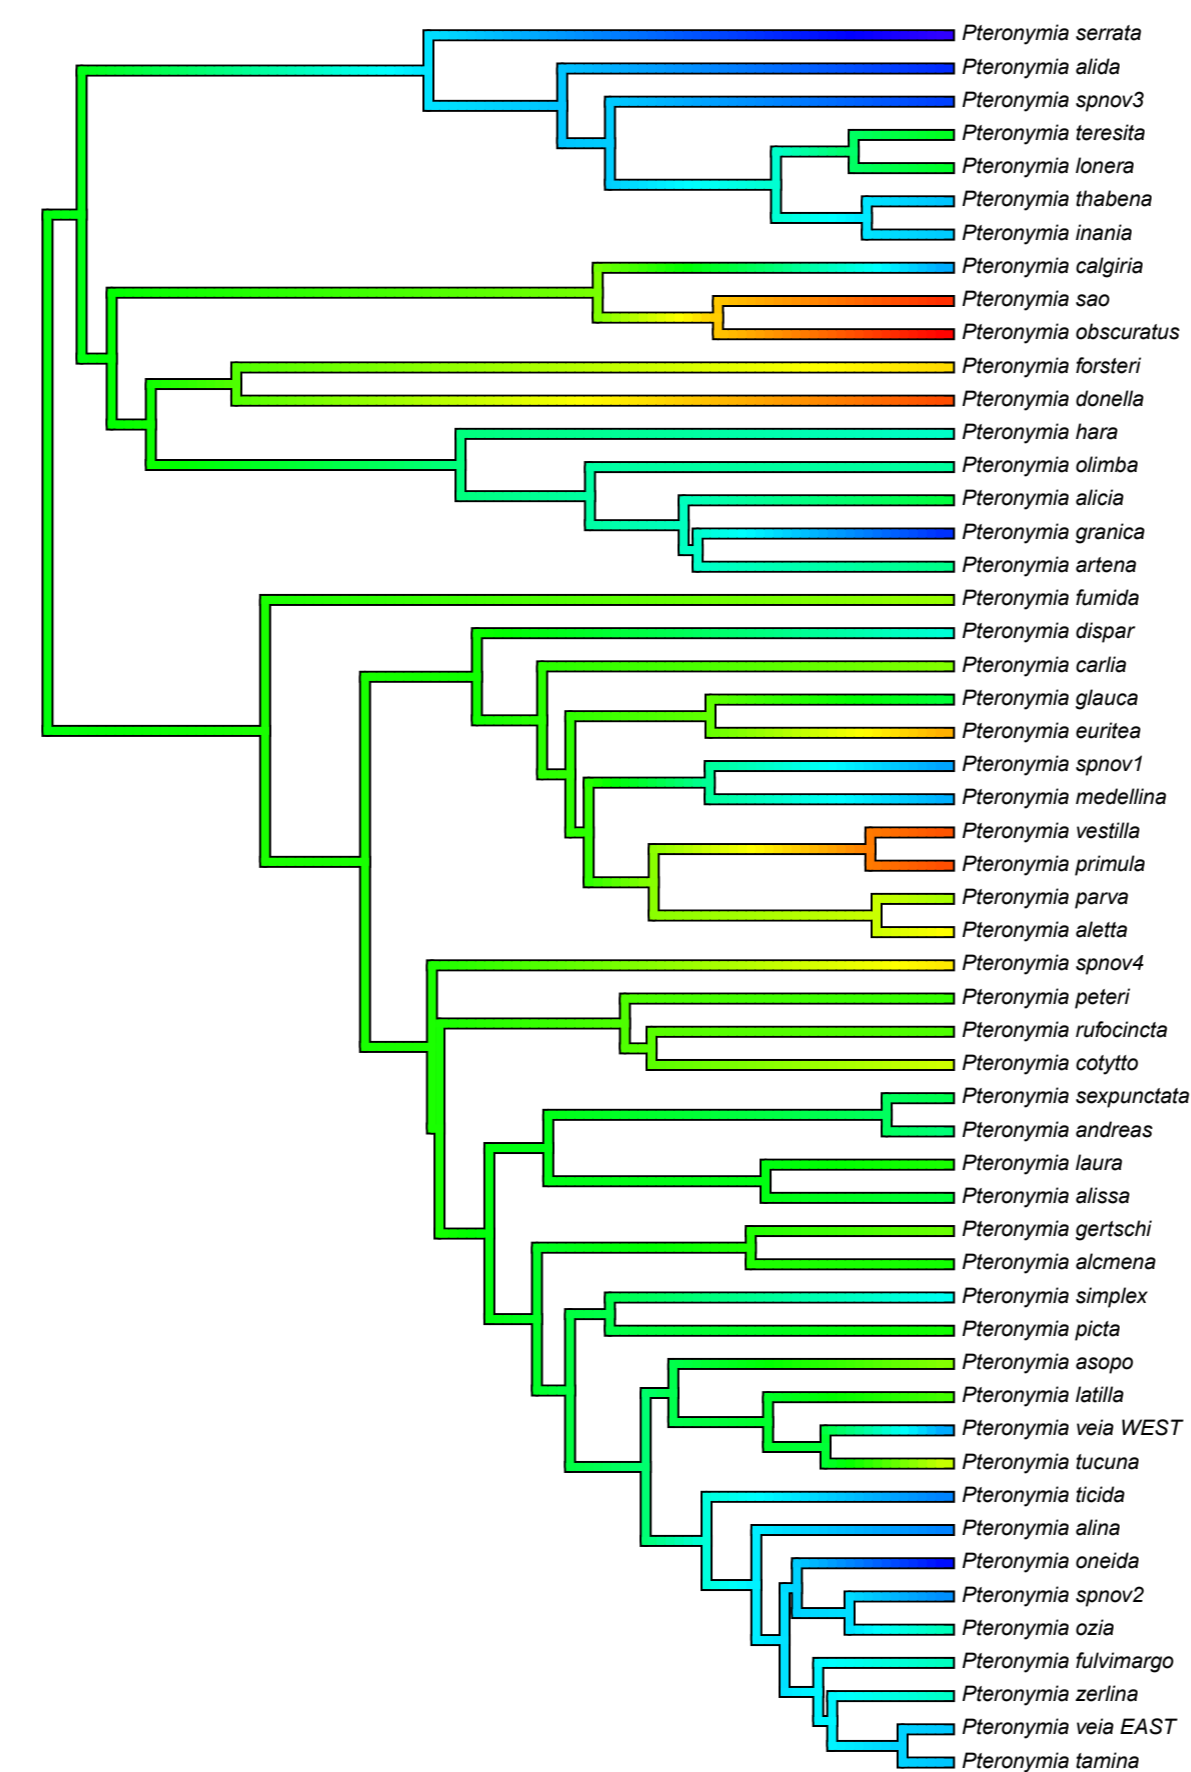 Pteronymia serrata
Pteronymia alida
Pteronymia spnov3
Pteronymia teresita
Pteronymia lonera
Pteronymia thabena
Pteronymia inania
Pteronymia calgiria
Pteronymia sao
Pteronymia obscuratus
Pteronymia forsteri
Pteronymia donella
Pteronymia hara
Pteronymia olimba
Pteronymia alicia
Pteronymia granica
Pteronymia artena
Pteronymia fumida
Pteronymia dispar
Pteronymia carlia
Pteronymia glauca
Pteronymia euritea
Pteronymia spnov1
Pteronymia medellina
Pteronymia vestilla
Pteronymia primula
Pteronymia parva
Pteronymia aletta
Pteronymia spnov4
Pteronymia peteri
Pteronymia rufocincta
Pteronymia cotytto
Pteronymia sexpunctata
Pteronymia andreas
Pteronymia laura
Pteronymia alissa
Pteronymia gertschi
Pteronymia alcmena
Pteronymia simplex
Pteronymia picta
Pteronymia asopo
Pteronymia latilla
Pteronymia veia WEST
Pteronymia tucuna
Pteronymia ticida
Pteronymia alina
Pteronymia oneida
Pteronymia spnov2
Pteronymia ozia
Pteronymia fulvimargo
Pteronymia zerlina
Pteronymia veia EAST
Pteronymia tamina